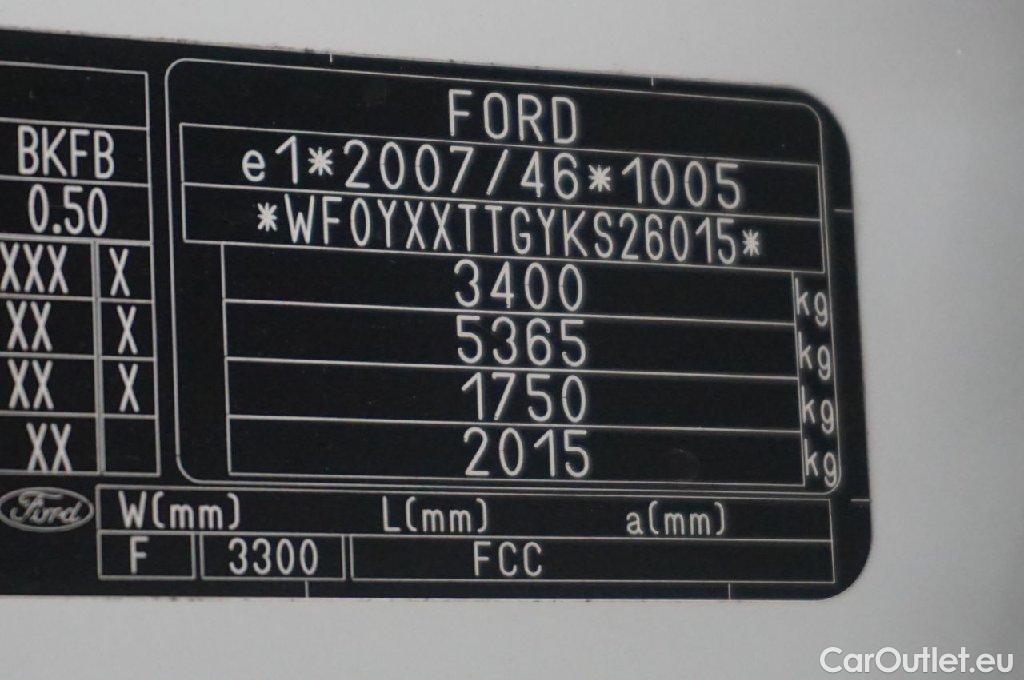 FORD
BKFB
e1*2007/46*1005
0.50
*WF0YXXTTGYKS26015*
XXX X
3400 kg
XX X
5365 kg
XX X
1750 kg
XX
2015 kg
Ford W(mm) L(mm) a(mm)
F 3300 FCC
CarOutlet.eu